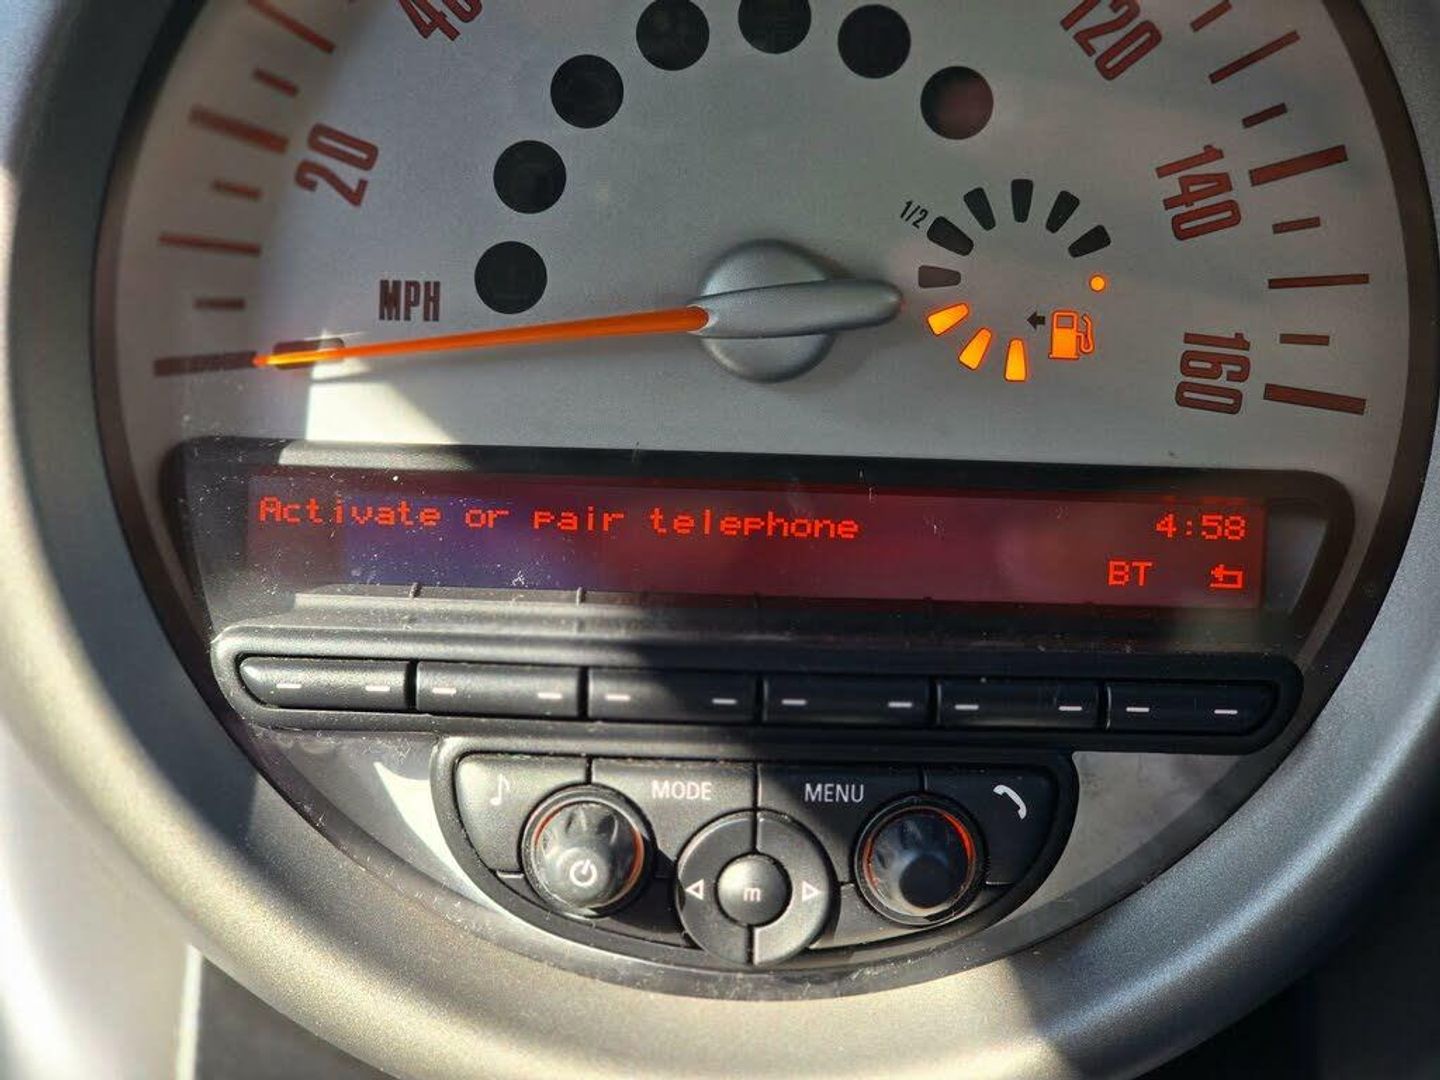 40
120
20
140
1/2
MPH
160
Activate or pair telephone 4:58
BT
MODE MENU
m